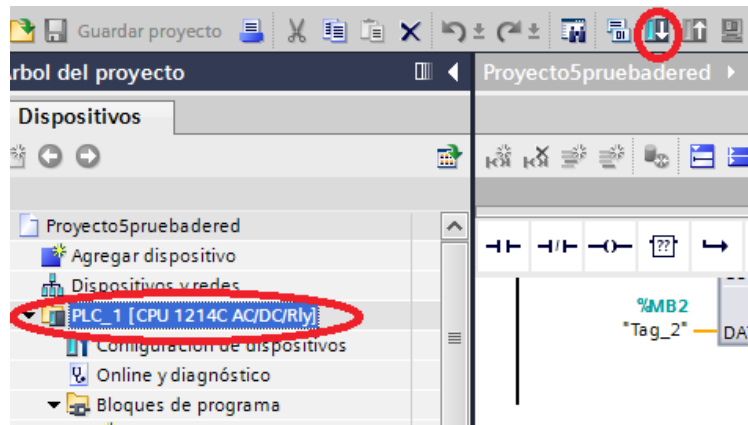 Guardar proyecto
rbol del proyecto
Proyecto5pruebadered
Dispositivos
Proyecto5pruebadered
Agregar dispositivo
Dispositivos y redes
PLC_1 [CPU 1214C AC/DC/Rly]
Configuración de dispositivos
Online y diagnóstico
Bloques de programa
??
%MB2
"Tag_2"
DA